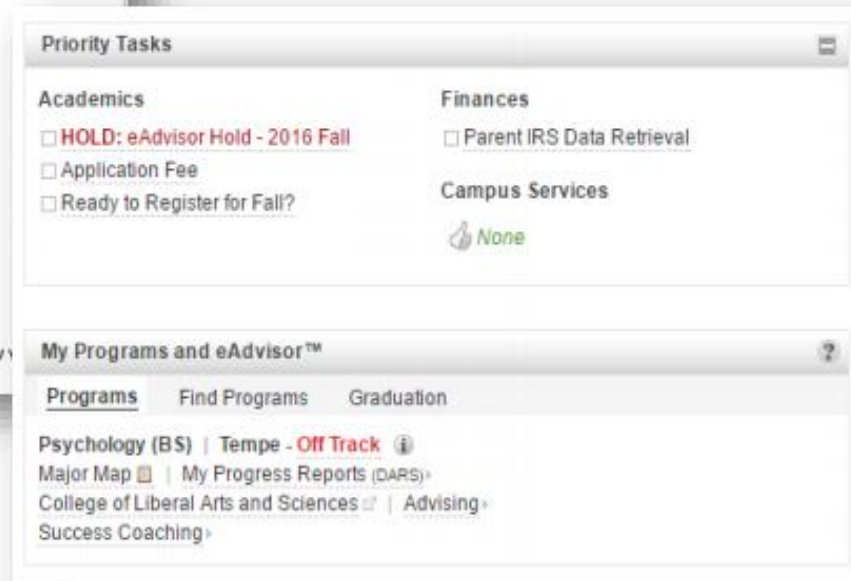 Priority Tasks
Academics
HOLD: eAdvisor Hold - 2016 Fall
Application Fee
Ready to Register for Fall?
Finances
Parent IRS Data Retrieval
Campus Services
None
My Programs and eAdvisor™
?
Programs Find Programs Graduation
Psychology (BS) | Tempe - Off Track i
Major Map | My Progress Reports (DARS)
College of Liberal Arts and Sciences | Advising
Success Coaching